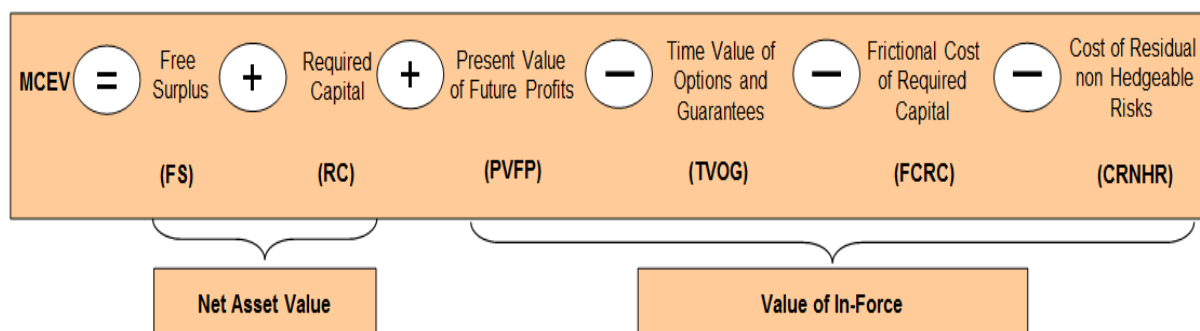 MCEV = Free Surplus + Required Capital + Present Value of Future Profits − Time Value of Options and Guarantees − Frictional Cost of Required Capital − Cost of Residual non Hedgeable Risks
(FS) (RC) (PVFP) (TVOG) (FCRC) (CRNHR)
Net Asset Value
Value of In-Force